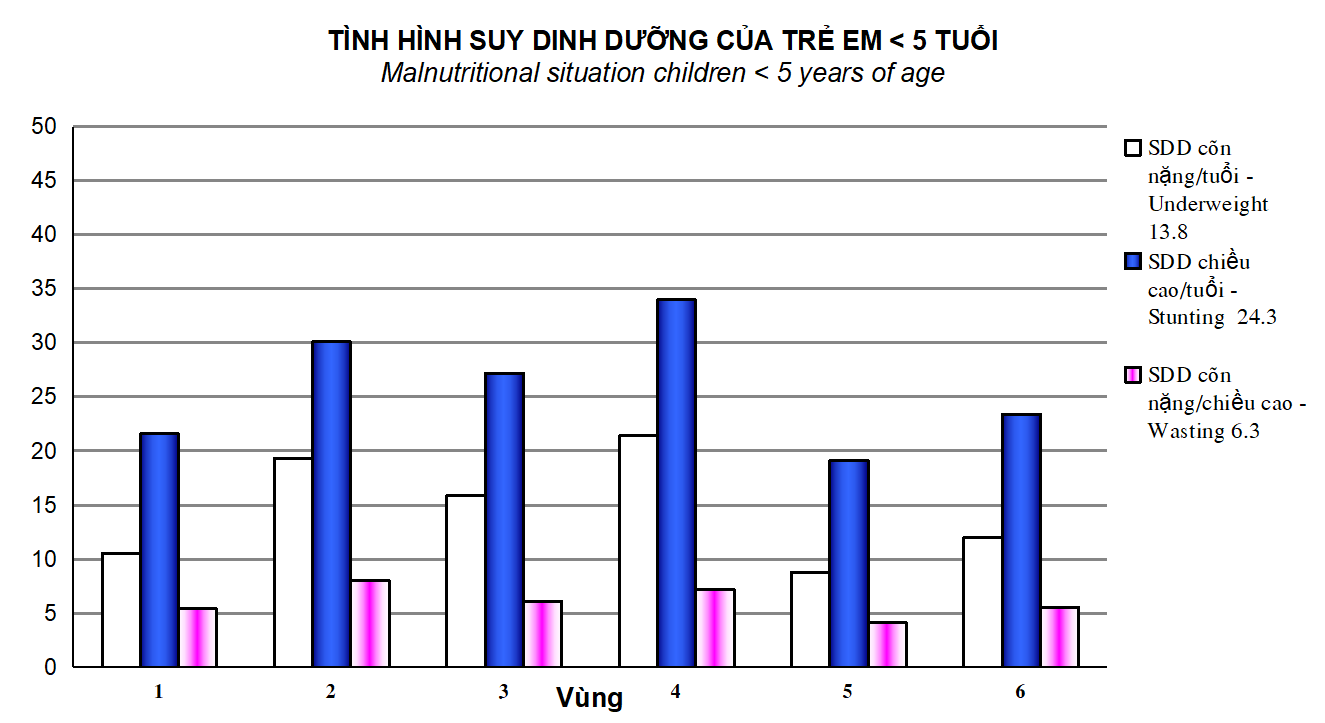 TÌNH HÌNH SUY DINH DƯỠNG CỦA TRẺ EM < 5 TUỔI
Malnutritional situation children < 5 years of age
50
45
40
35
30
25
20
15
10
5
0
1
2
3
4
5
6
Vùng
SDD cõn
nặng/tuổi -
Underweight
13.8
SDD chiều
cao/tuổi -
Stunting 24.3
SDD cõn
nặng/chiều cao -
Wasting 6.3